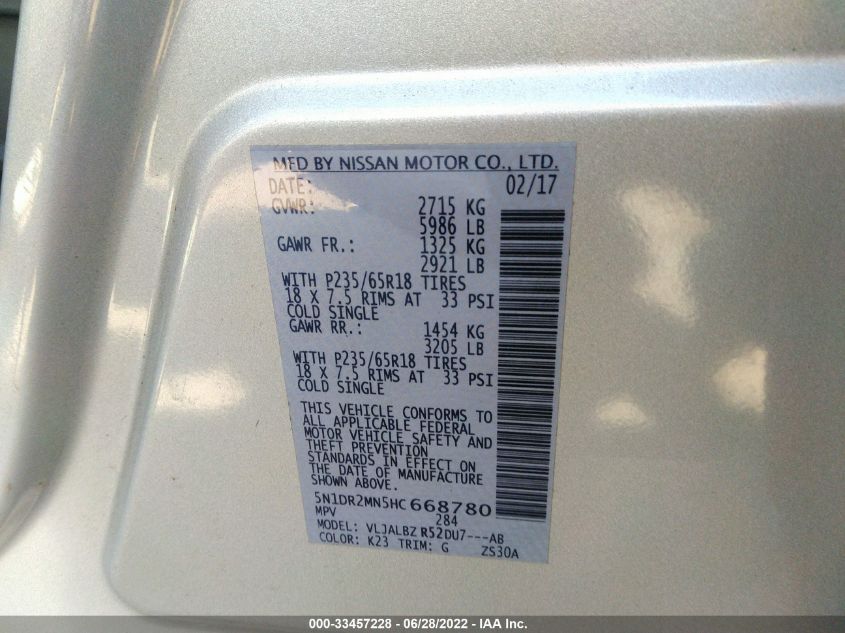 MFD BY NISSAN MOTOR CO., LTD.
DATE: 02/17
GVWR: 2715 KG
5986 LB
GAWR FR.: 1325 KG
2921 LB
WITH P235/65R18 TIRES
18 X 7.5 RIMS AT 33 PSI
COLD SINGLE
GAWR RR.: 1454 KG
3205 LB
WITH P235/65R18 TIRES
18 X 7.5 RIMS AT 33 PSI
COLD SINGLE
THIS VEHICLE CONFORMS TO
ALL APPLICABLE FEDERAL
MOTOR VEHICLE SAFETY AND
THEFT PREVENTION
STANDARDS IN EFFECT ON
THE DATE OF MANUFACTURE
SHOWN ABOVE.
5N1DR2MN5HC668780
MPV 284
MODEL: VLJALBZ R52DU7---AB
COLOR: K23 TRIM: G ZS30A
000-33457228 - 06/28/2022 - IAA Inc.